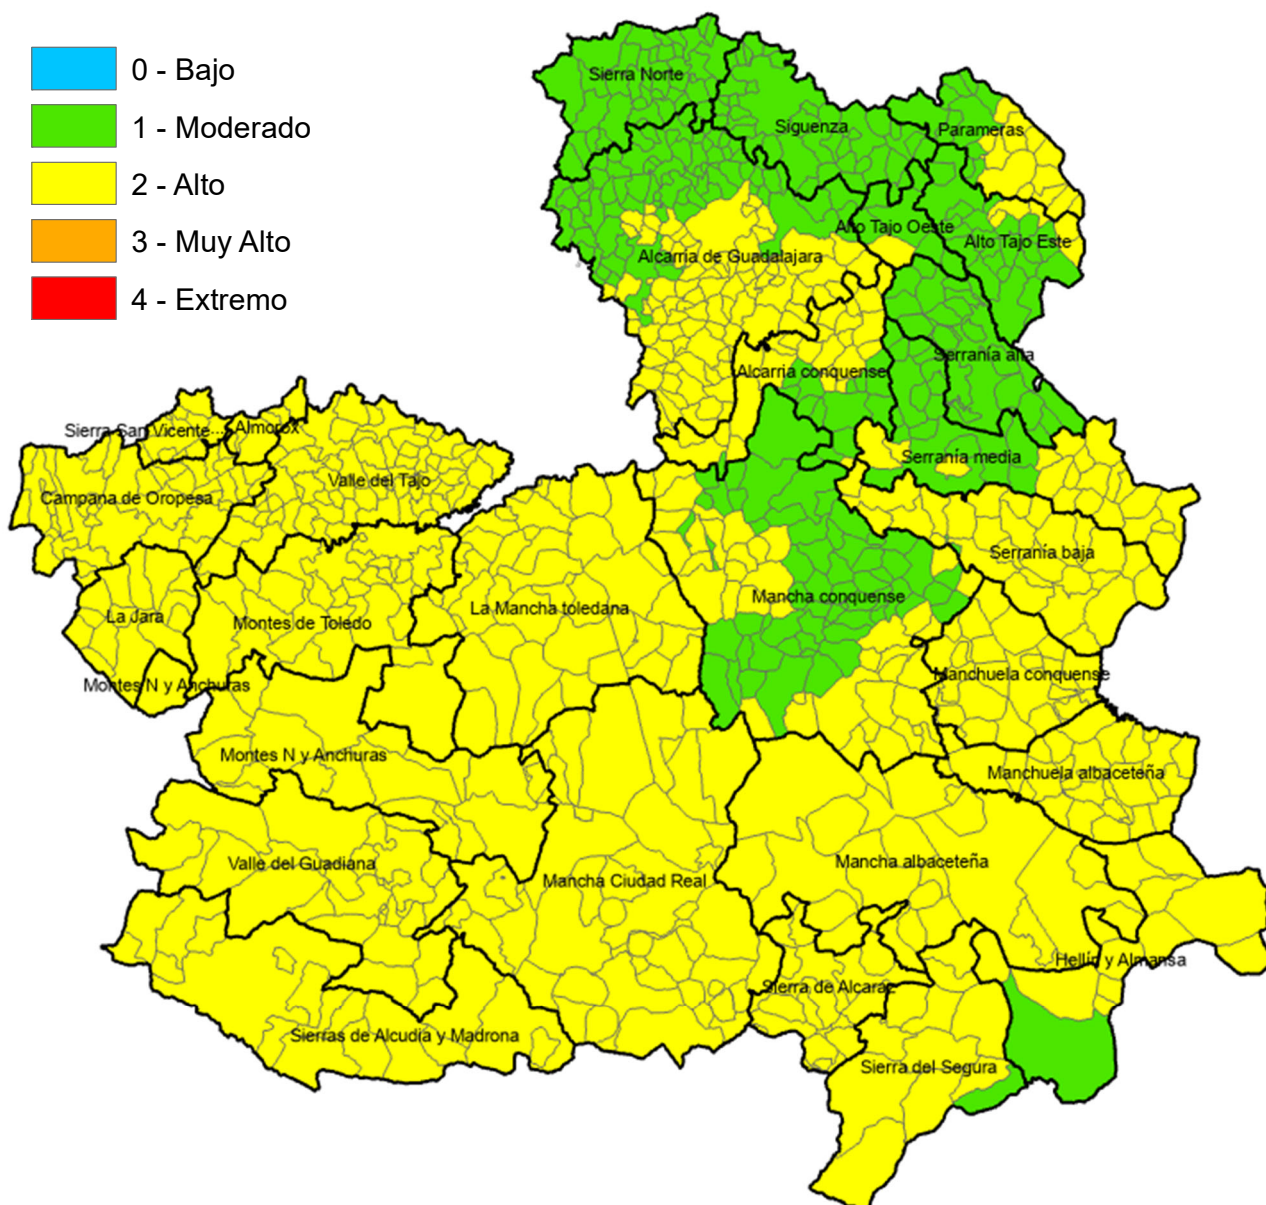 0 - Bajo
1 - Moderado
2 - Alto
3 - Muy Alto
4 - Extremo
Sierra Norte
Siguenza
Parameras
Alto Tajo Oeste
Alto Tajo Este
Alcarria de Guadalajara
Serranía alta
Alcarria conquense
Sierra San Vicente
Almorox
Serranía media
Valle del Tajo
Campana de Oropesa
Serranía baja
Mancha conquense
La Mancha toledana
La Jara
Montes de Toledo
Manchuela conquense
Montes N y Anchuras
Montes N y Anchuras
Manchuela albaceteña
Valle del Guadiana
Mancha albaceteña
Mancha Ciudad Real
Hellín y Almansa
Sierra de Alcaraz
Sierras de Alcudia y Madrona
Sierra del Segura